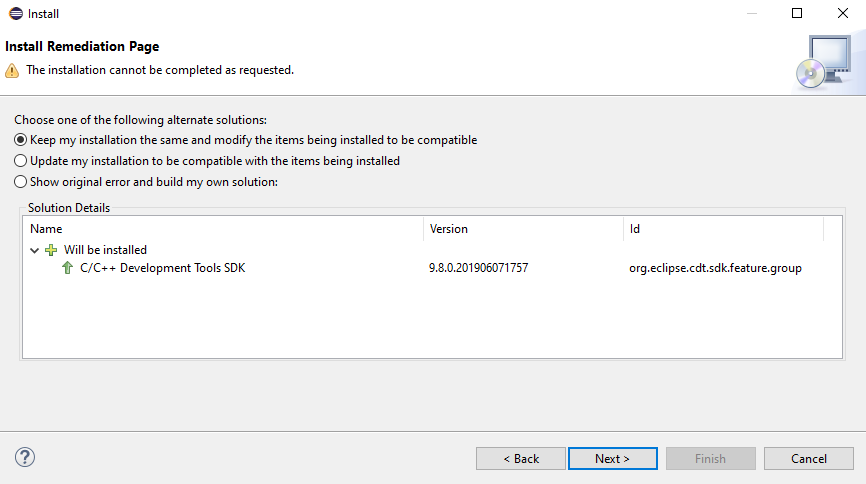 Install
Install Remediation Page
The installation cannot be completed as requested.
Choose one of the following alternate solutions:
Keep my installation the same and modify the items being installed to be compatible
Update my installation to be compatible with the items being installed
Show original error and build my own solution:
Solution Details
Name Version Id
Will be installed
C/C++ Development Tools SDK 9.8.0.201906071757 org.eclipse.cdt.sdk.feature.group
? < Back Next > Finish Cancel